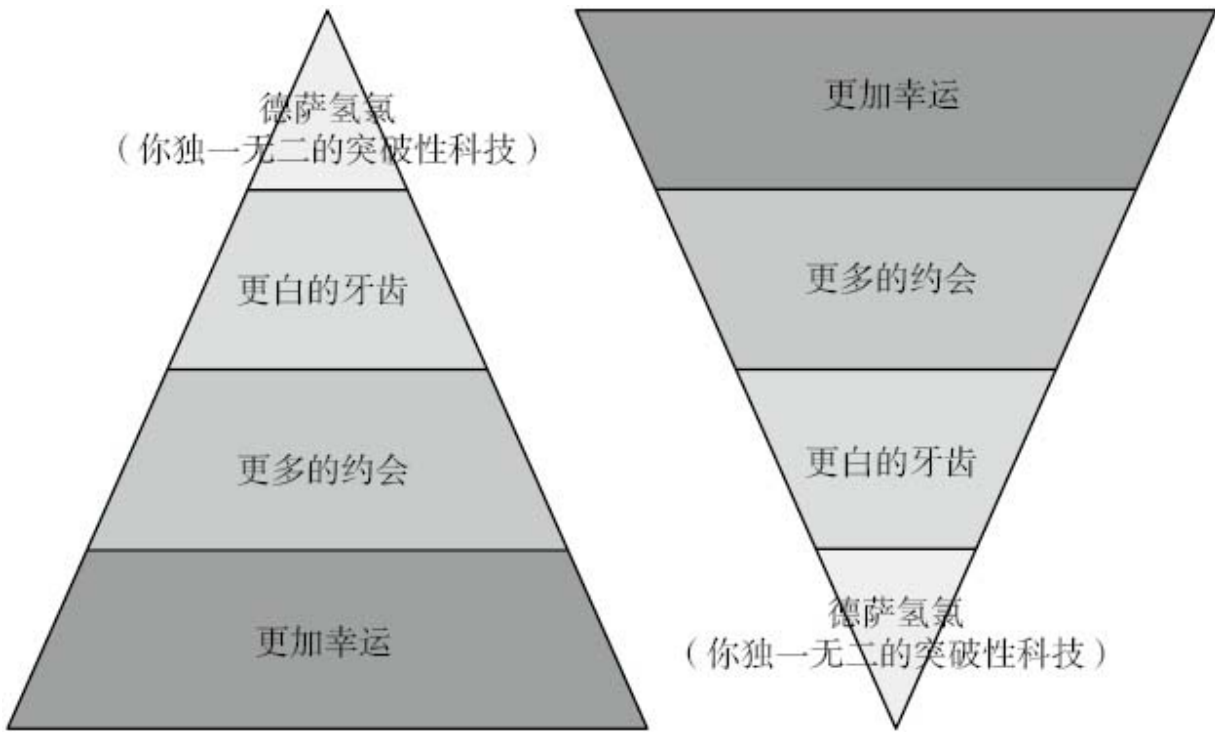 德萨氢氯
（你独一无二的突破性科技）
更白的牙齿
更多的约会
更加幸运
更加幸运
更多的约会
更白的牙齿
德萨氢氯
（你独一无二的突破性科技）